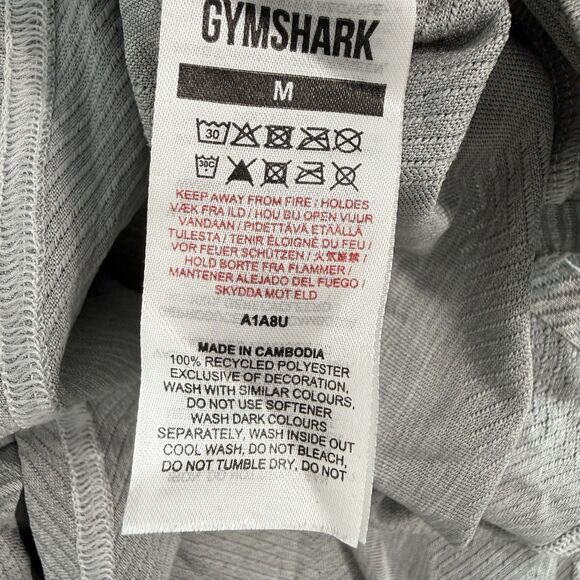 GYMSHARK
M
30
30C
KEEP AWAY FROM FIRE / HOLDES
VÆK FRA ILD / HOU BU OPEN VUUR
VANDAAN / PIDETTÄVÄ ETÄÄLLÄ
TULESTA / TENIR ÉLOIGNÉ DU FEU /
VOR FEUER SCHÜTZEN / 火気厳禁 /
HOLD BORTE FRA FLAMMER /
MANTENER ALEJADO DEL FUEGO /
SKYDDA MOT ELD
A1A8U
MADE IN CAMBODIA
100% RECYCLED POLYESTER
EXCLUSIVE OF DECORATION,
WASH WITH SIMILAR COLOURS,
DO NOT USE SOFTENER
WASH DARK COLOURS
SEPARATELY, WASH INSIDE OUT
COOL WASH, DO NOT BLEACH,
DO NOT TUMBLE DRY, DO NOT